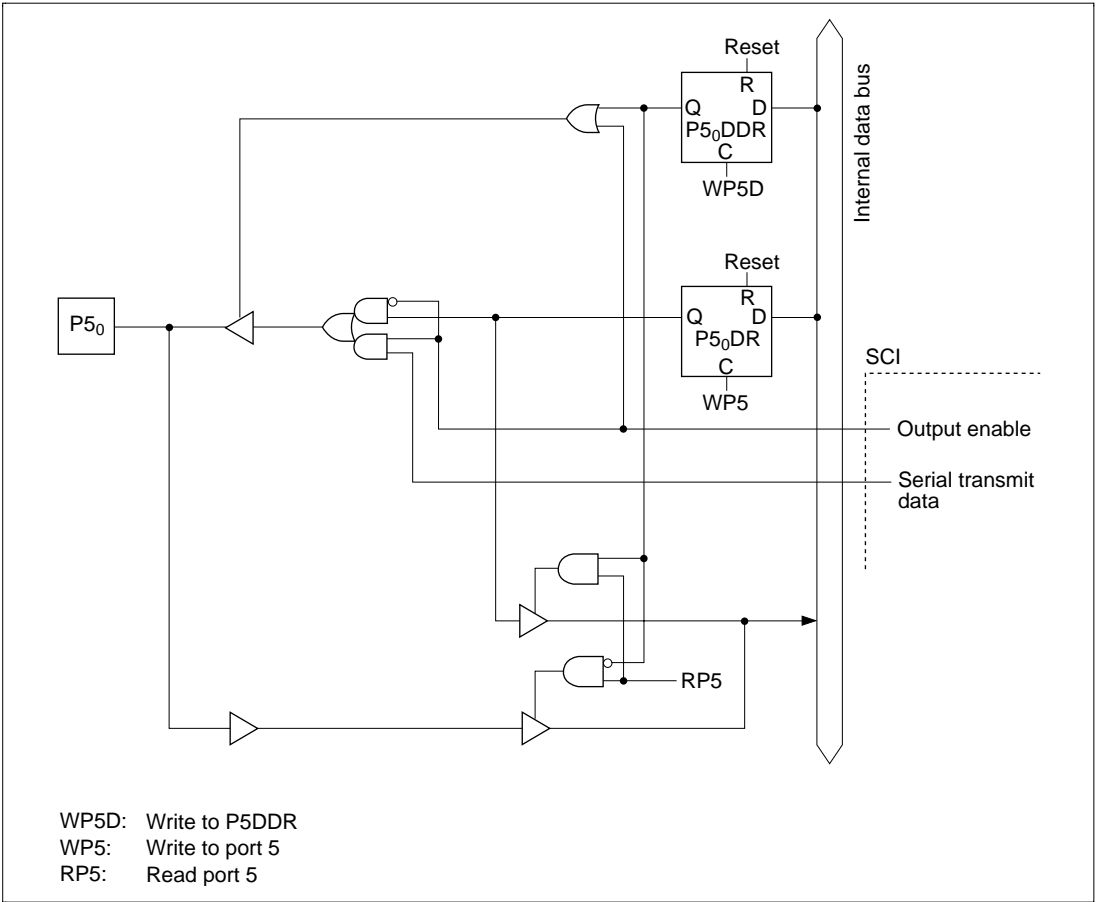 Reset
R
Q D
P5₀DDR
C
WP5D
Internal data bus
Reset
R
P5₀
Q D
P5₀DR
C
WP5
SCI
Output enable
Serial transmit
data
RP5
WP5D: Write to P5DDR
WP5: Write to port 5
RP5: Read port 5